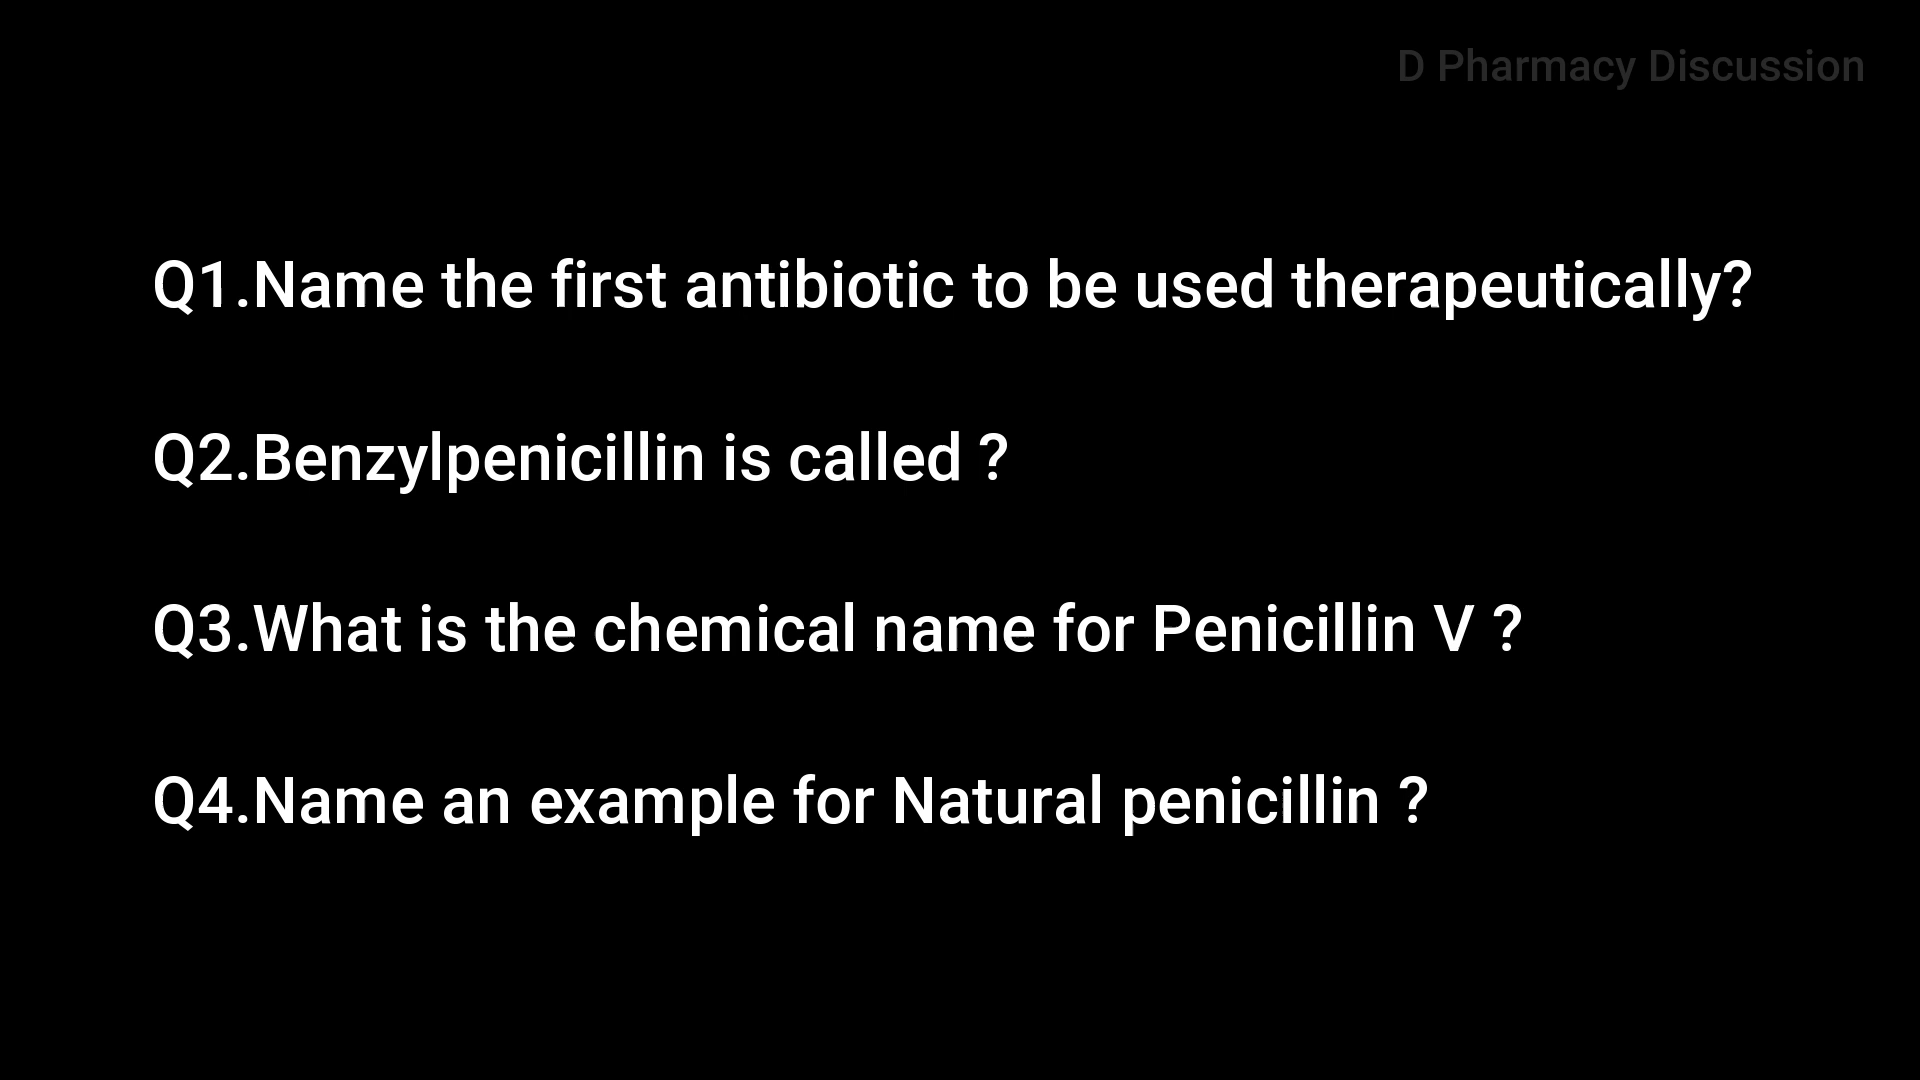 D Pharmacy Discussion
Q1.Name the first antibiotic to be used therapeutically?
Q2.Benzylpenicillin is called ?
Q3.What is the chemical name for Penicillin V ?
Q4.Name an example for Natural penicillin ?